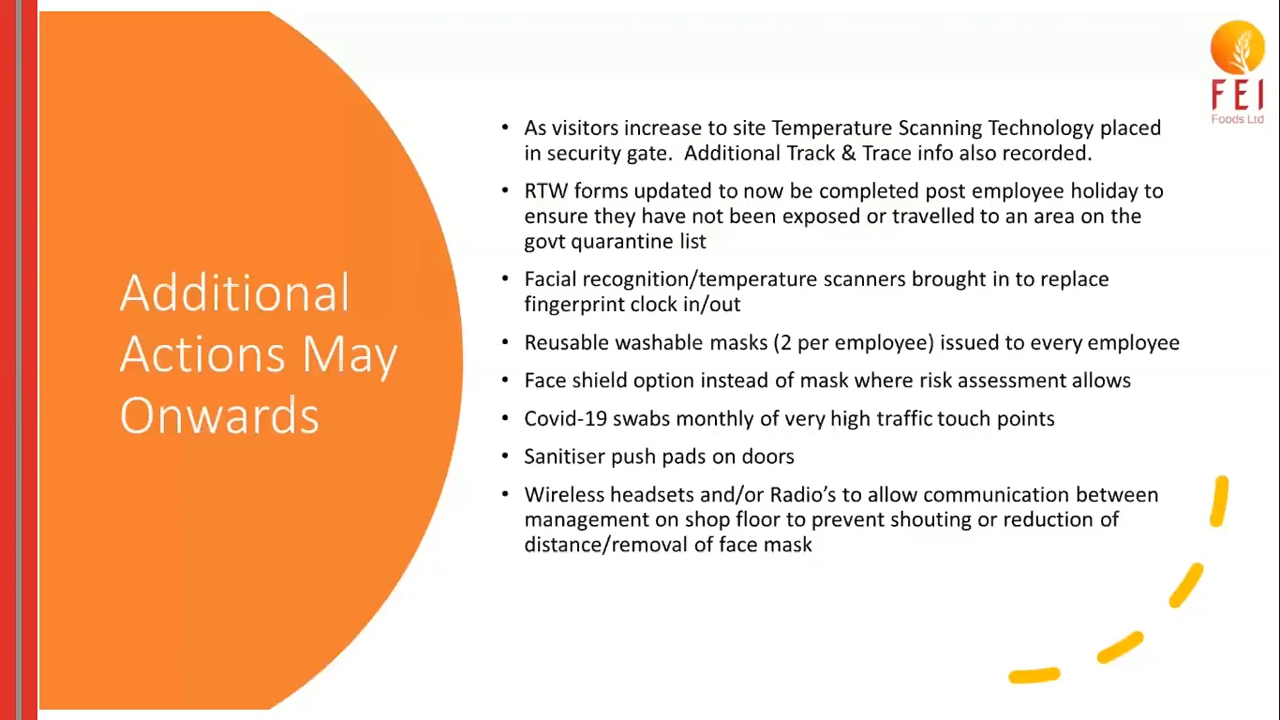 FEI
Foods Ltd
Additional
Actions May
Onwards
• As visitors increase to site Temperature Scanning Technology placed
in security gate.  Additional Track & Trace info also recorded.
• RTW forms updated to now be completed post employee holiday to
ensure they have not been exposed or travelled to an area on the
govt quarantine list
• Facial recognition/temperature scanners brought in to replace
fingerprint clock in/out
• Reusable washable masks (2 per employee) issued to every employee
• Face shield option instead of mask where risk assessment allows
• Covid-19 swabs monthly of very high traffic touch points
• Sanitiser push pads on doors
• Wireless headsets and/or Radio’s to allow communication between
management on shop floor to prevent shouting or reduction of
distance/removal of face mask